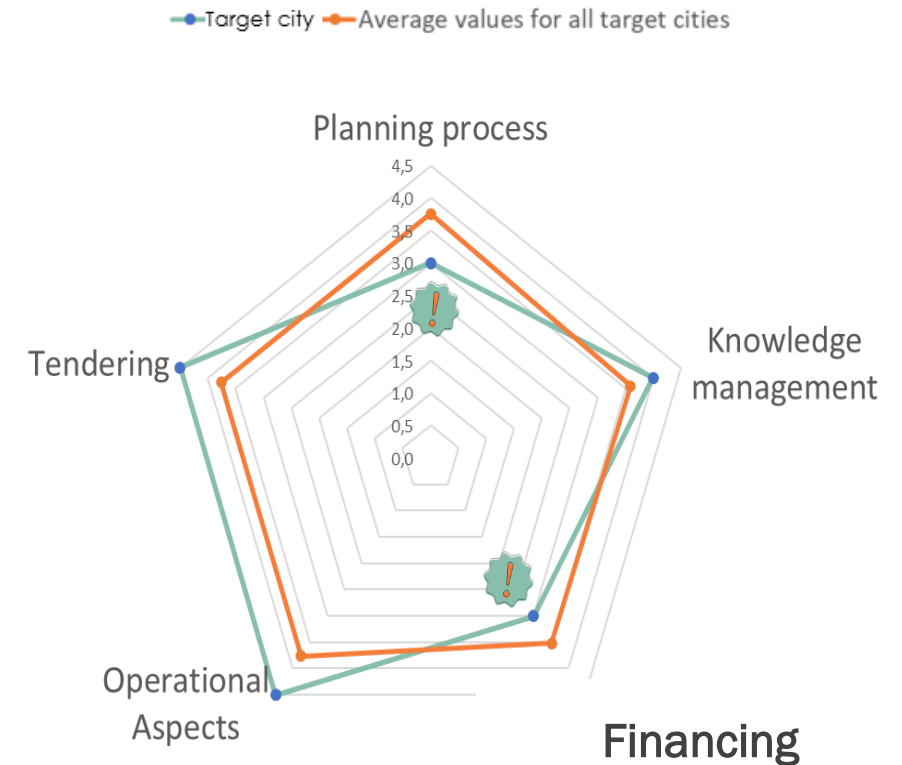 Target city Average values for all target cities
Planning process
4,5
4,0
3,5
3,0
2,5
2,0
1,5
1,0
0,5
0,0
Knowledge
management
Tendering
!
!
Operational
Aspects
Financing